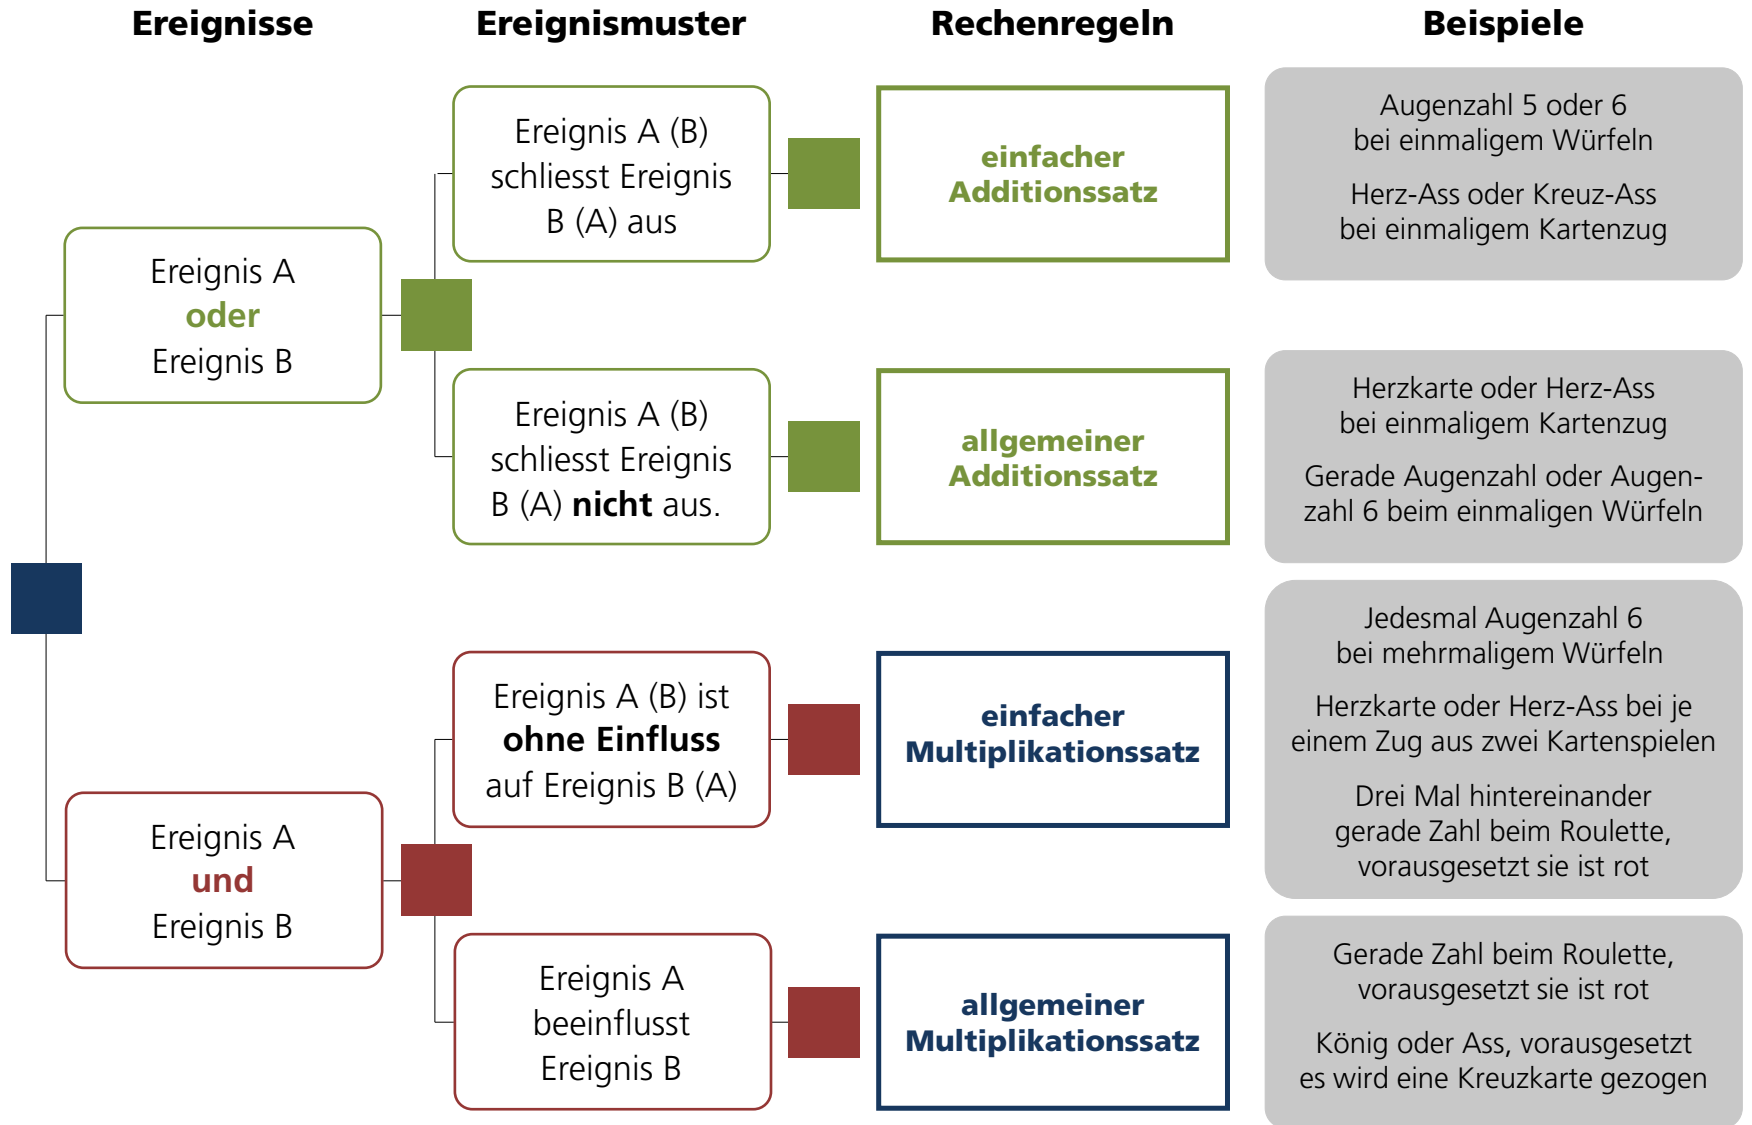 Ereignisse
Ereignismuster
Rechenregeln
Beispiele
Ereignis A
oder
Ereignis B
Ereignis A (B)
schliesst Ereignis
B (A) aus
einfacher
Additionssatz
Augenzahl 5 oder 6
bei einmaligem Würfeln
Herz-Ass oder Kreuz-Ass
bei einmaligem Kartenzug
Ereignis A (B)
schliesst Ereignis
B (A) nicht aus.
allgemeiner
Additionssatz
Herzkarte oder Herz-Ass
bei einmaligem Kartenzug
Gerade Augenzahl oder Augen-
zahl 6 beim einmaligen Würfeln
Ereignis A
und
Ereignis B
Ereignis A (B) ist
ohne Einfluss
auf Ereignis B (A)
einfacher
Multiplikationssatz
Jedesmal Augenzahl 6
bei mehrmaligem Würfeln
Herzkarte oder Herz-Ass bei je
einem Zug aus zwei Kartenspielen
Drei Mal hintereinander
gerade Zahl beim Roulette,
vorausgesetzt sie ist rot
Ereignis A
beeinflusst
Ereignis B
allgemeiner
Multiplikationssatz
Gerade Zahl beim Roulette,
vorausgesetzt sie ist rot
König oder Ass, vorausgesetzt
es wird eine Kreuzkarte gezogen